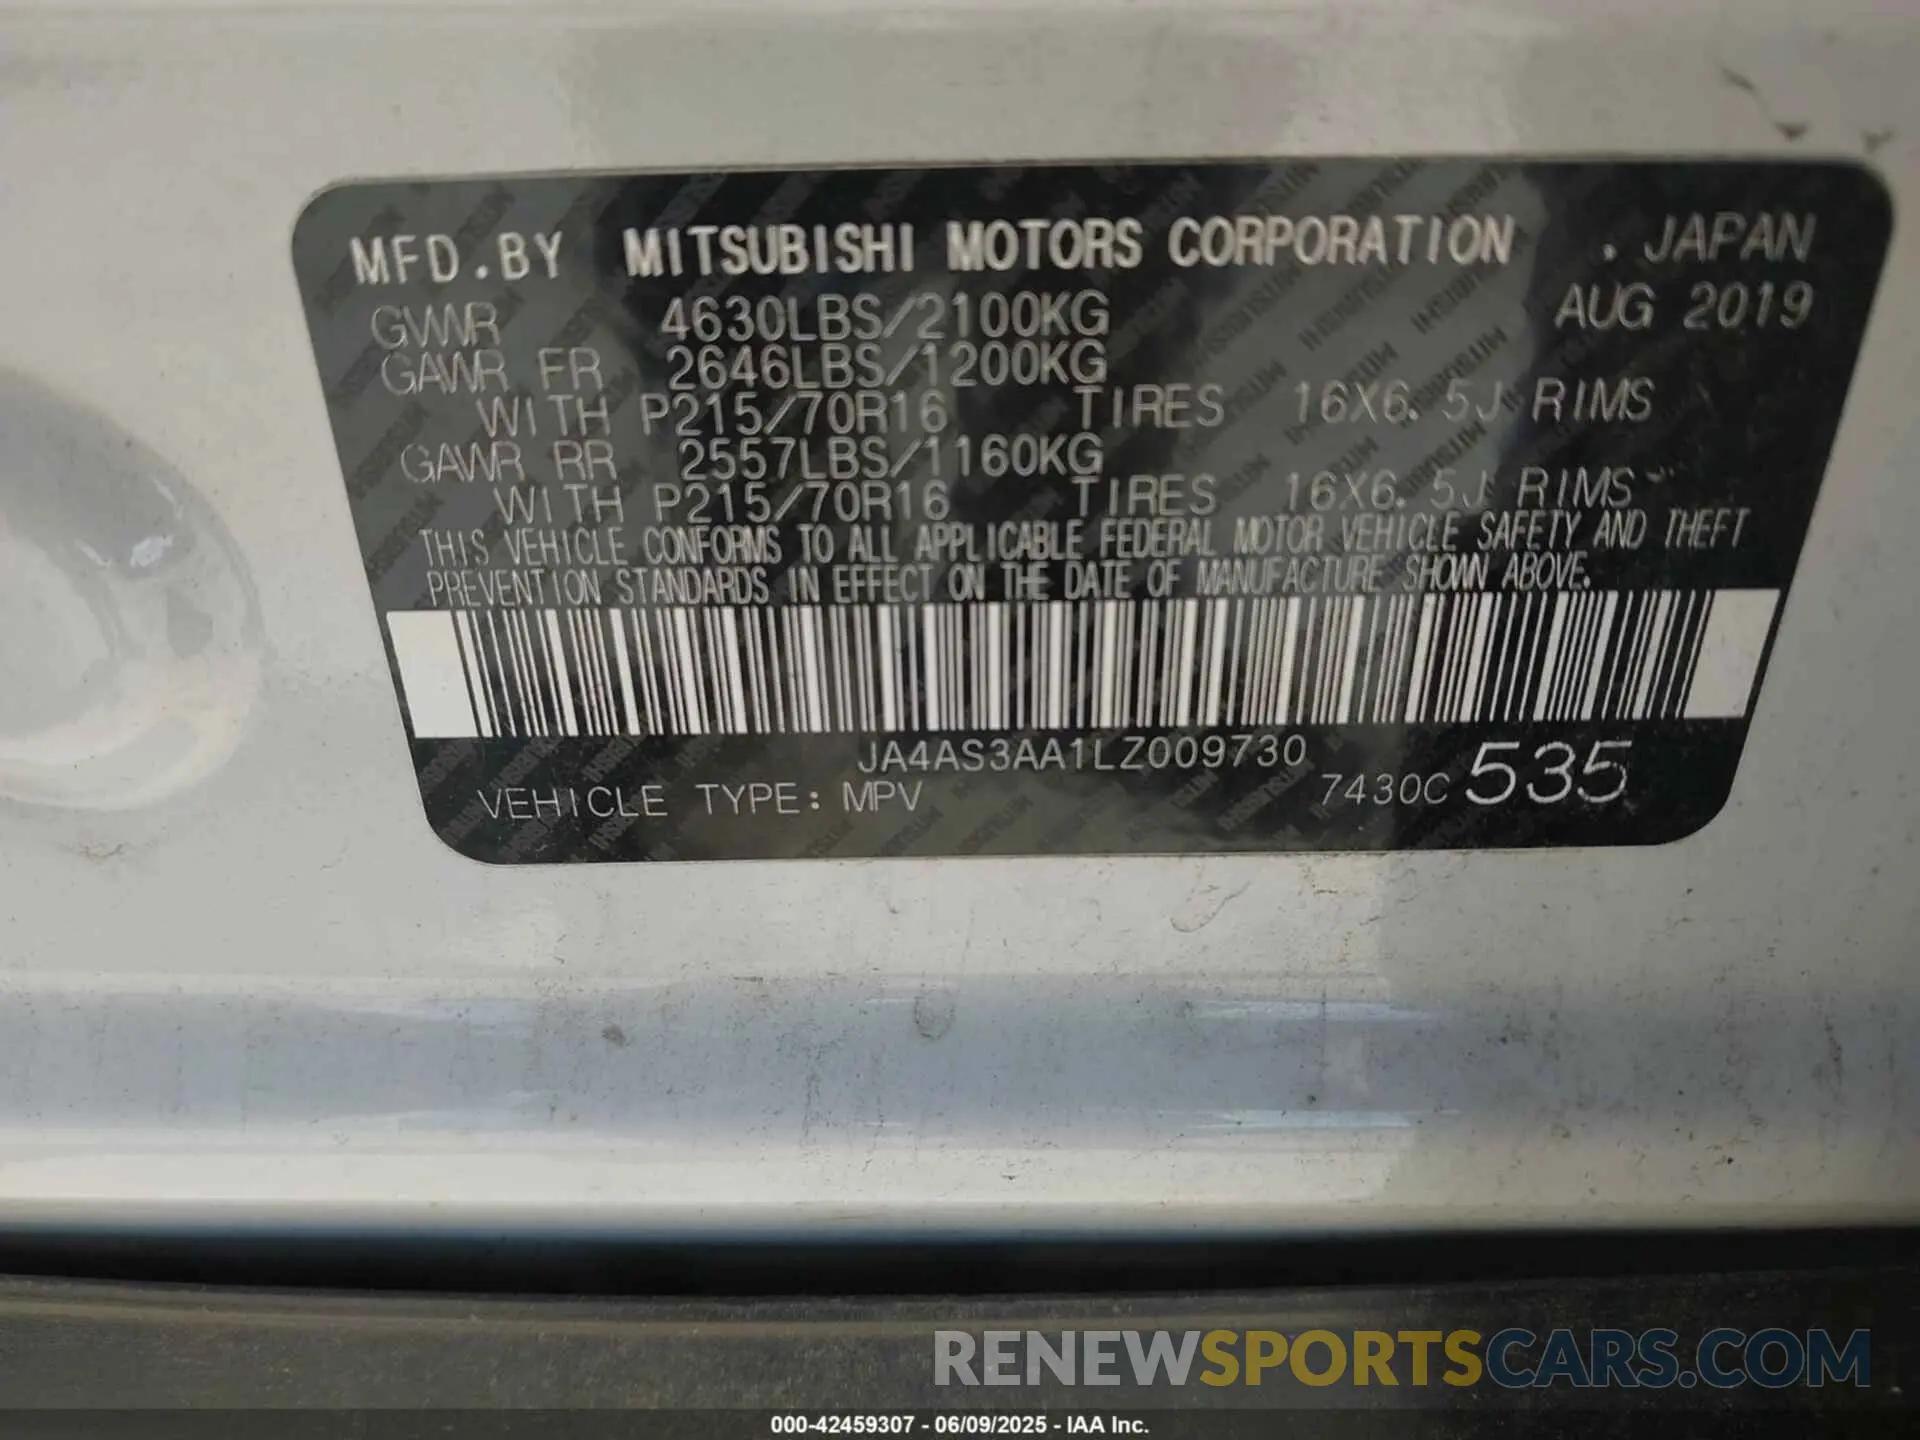 MFD.BY MITSUBISHI MOTORS CORPORATION . JAPAN
GVWR 4630LBS/2100KG AUG 2019
GAWR FR 2646LBS/1200KG
WITH P215/70R16 TIRES 16X6.5J RIMS
GAWR RR 2557LBS/1160KG
WITH P215/70R16 TIRES 16X6.5J RIMS
THIS VEHICLE CONFORMS TO ALL APPLICABLE FEDERAL MOTOR VEHICLE SAFETY AND THEFT
PREVENTION STANDARDS IN EFFECT ON THE DATE OF MANUFACTURE SHOWN ABOVE.
JA4AS3AA1LZ009730
VEHICLE TYPE: MPV 7430C 535
RENEWSPORTSCARS.COM
000-42459307 - 06/09/2025 - IAA Inc.